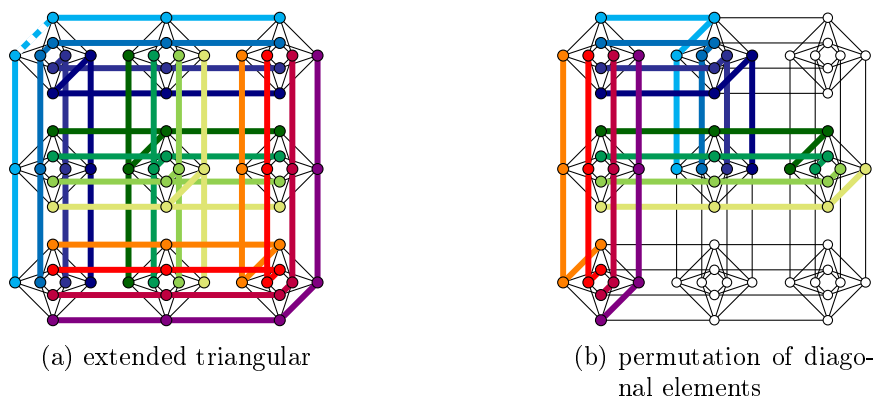 (a) extended triangular
(b) permutation of diago-
nal elements